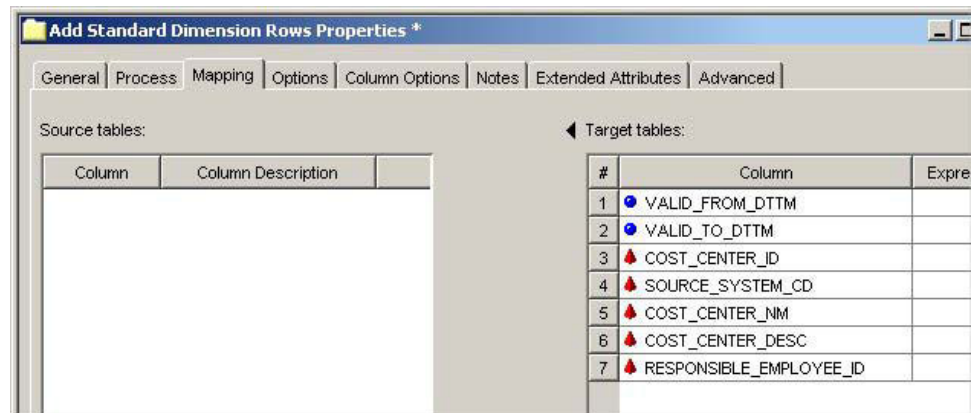 Add Standard Dimension Rows Properties *
General Process Mapping Options Column Options Notes Extended Attributes Advanced
Source tables:
Target tables:
Column Column Description
# Column Expre
1 VALID_FROM_DTTM
2 VALID_TO_DTTM
3 COST_CENTER_ID
4 SOURCE_SYSTEM_CD
5 COST_CENTER_NM
6 COST_CENTER_DESC
7 RESPONSIBLE_EMPLOYEE_ID